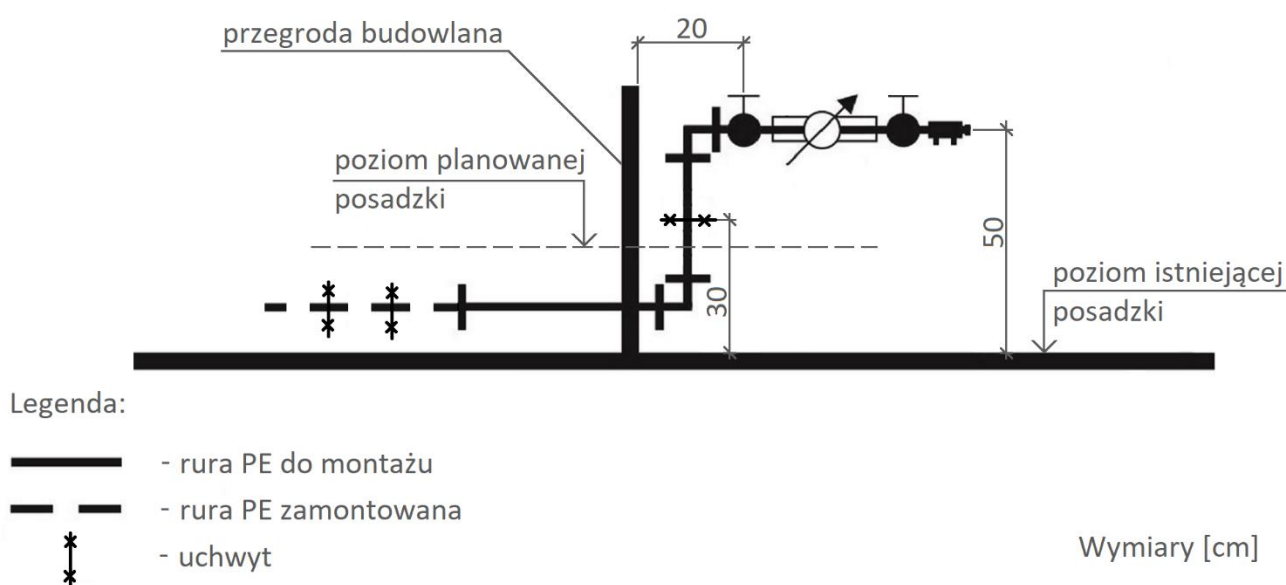 przegroda budowlana
20
poziom planowanej
posadzki
30
50
poziom istniejącej
posadzki
Legenda:
- rura PE do montażu
- rura PE zamontowana
- uchwyt
Wymiary [cm]